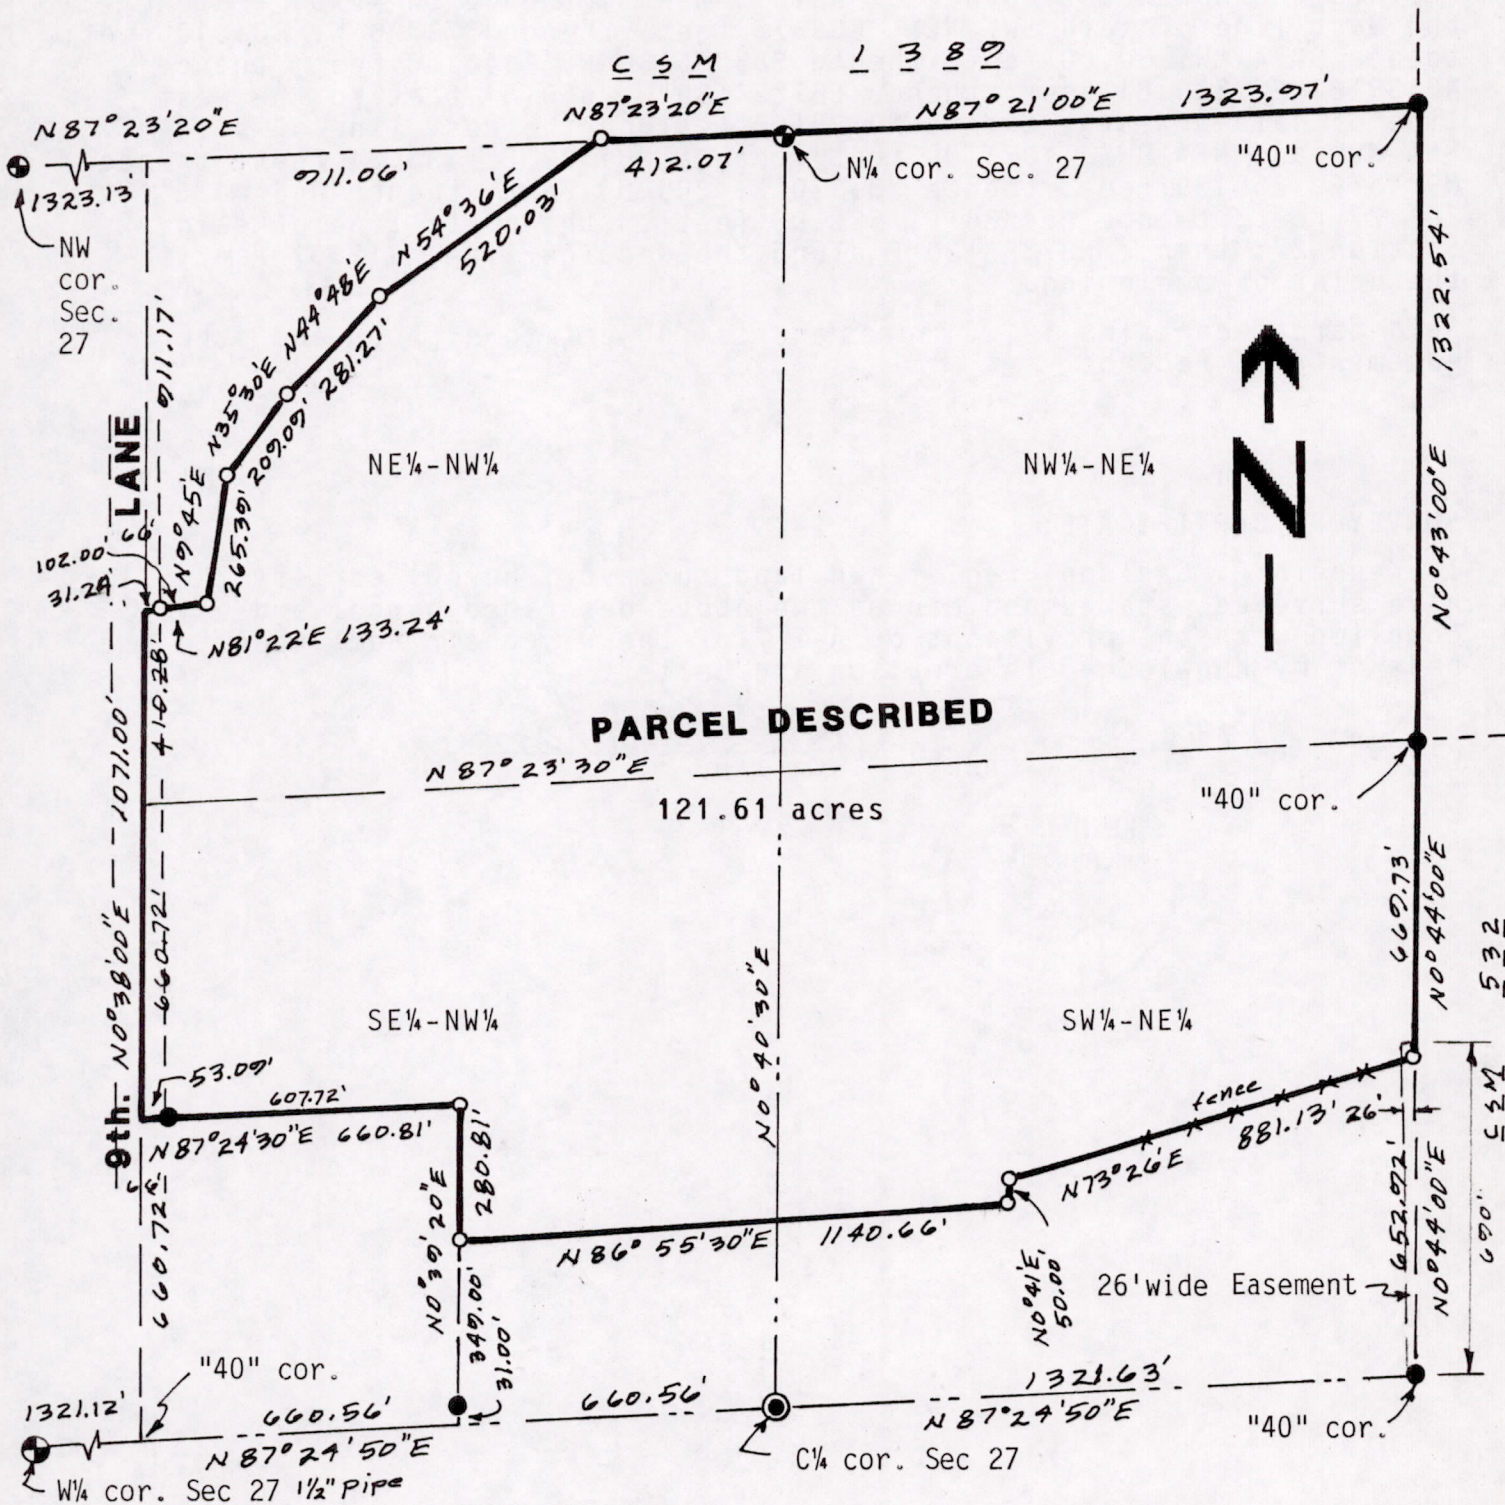 C S M 1 3 8 9
N87°23'20"E
N87°23'20"E
N87°21'00"E 1323.97'
911.06'
412.07'
N¼ cor. Sec. 27
"40" cor.
1323.13'
NW
cor.
Sec.
27
N 54°36'E
520.03'
N44°48'E
281.27'
N35°30'E
209.09'
N9°45'E
265.39'
911.17'
1322.54'
LANE
NE¼-NW¼
NW¼-NE¼
N
N0°43'00"E
66'
102.00'
31.24'
N81°22'E 133.24'
410.28'
1071.00'
N0°38'00"E
PARCEL DESCRIBED
N 87°23'30"E
121.61 acres
"40" cor.
660.72'
669.73'
N0°44'00"E
N0°40'30"E
SE¼-NW¼
SW¼-NE¼
C S M 5 3 2
53.09'
607.72'
9th.
N87°24'30"E 660.81'
N0°39'20"E
280.81'
fence
881.13'
26'
N73°26'E
N 86° 55'30"E
1140.66'
N0°41'E,
50.00
26'wide Easement
652.92'
N0°44'00"E
690'
660.72'
349.00'
31.00'
"40" cor.
1321.12'
660.56'
N 87°24'50"E
660.56'
1321.63'
N 87°24'50"E
"40" cor.
C¼ cor. Sec 27
W¼ cor. Sec 27 1½" pipe